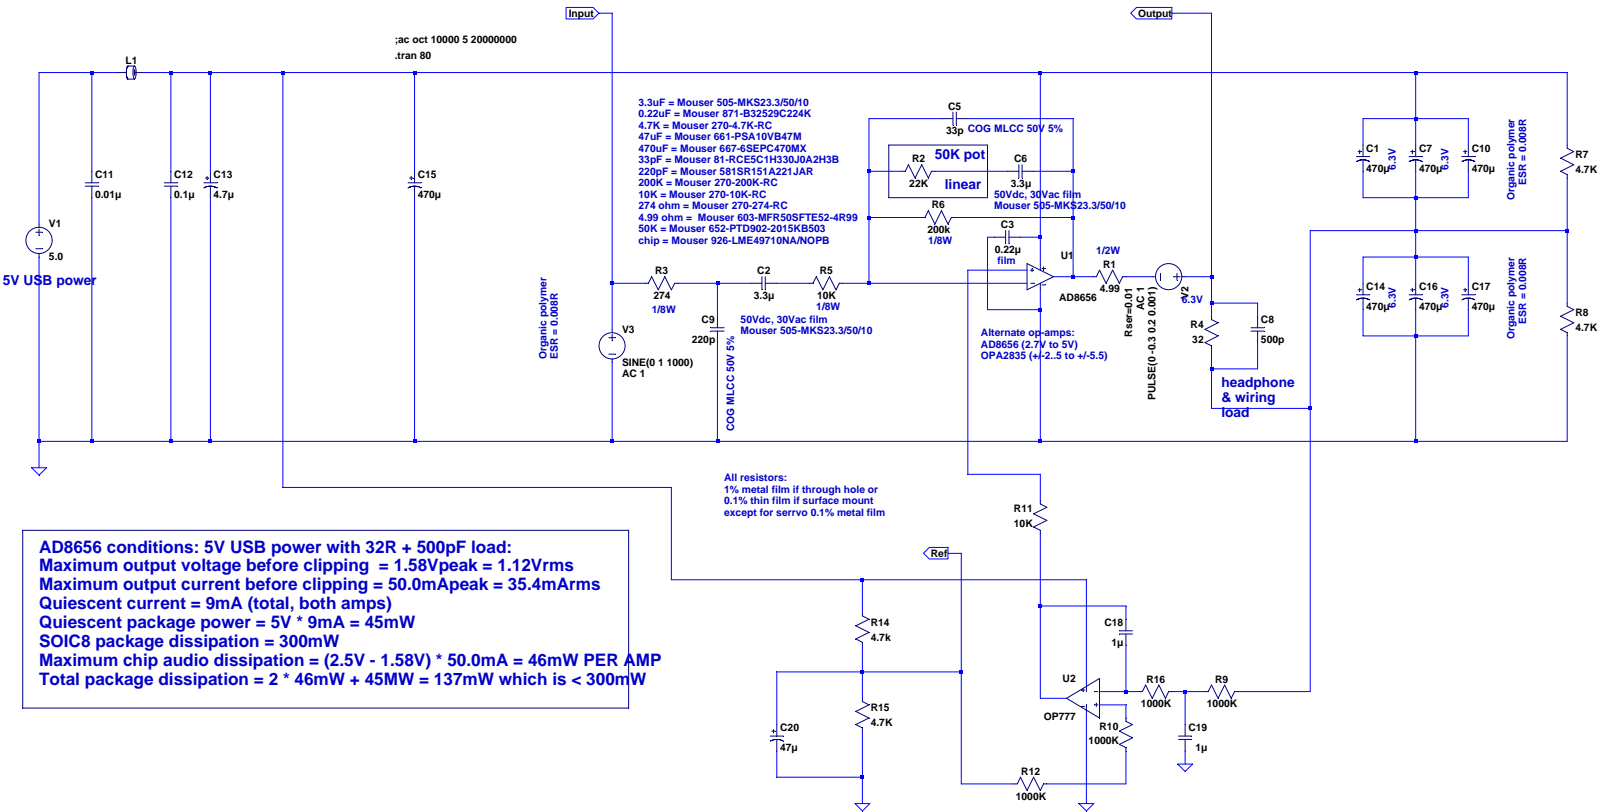 Input
Output
;ac oct 10000 5 20000000
.tran 80
L1
3.3uF = Mouser 505-MKS23.3/50/10
0.22uF = Mouser 871-B32529C224K
4.7K = Mouser 270-4.7K-RC
47uF = Mouser 661-PSA10VB47M
470uF = Mouser 667-6SEPC470MX
33pF = Mouser 81-RCE5C1H330J0A2H3B
220pF = Mouser 581SR151A221JAR
200K = Mouser 270-200K-RC
10K = Mouser 270-10K-RC
274 ohm = Mouser 270-274-RC
4.99 ohm = Mouser 603-MFR50SFTE52-4R99
50K = Mouser 652-PTD902-2015KB503
chip = Mouser 926-LME49710NA/NOPB
C5
33p
COG MLCC 50V 5%
50K pot
R2
22K
linear
C6
3.3µ
50Vdc, 30Vac film
Mouser 505-MKS23.3/50/10
R6
200k
1/8W
C3
0.22µ
film
U1
AD8656
C11
0.01µ
C12
0.1µ
C13
4.7µ
C15
470µ
V1
5.0
5V USB power
Organic polymer
ESR = 0.008R
R3
274
1/8W
C2
3.3µ
R5
10K
1/8W
50Vdc, 30Vac film
Mouser 505-MKS23.3/50/10
C9
220p
COG MLCC 50V 5%
V3
SINE(0 1 1000)
AC 1
Alternate op-amps:
AD8656 (2.7V to 5V)
OPA2835 (+/-2..5 to +/-5.5)
1/2W
R1
4.99
V2
6.3V
Rser=0.01
AC 1
PULSE(0 -0.3 0.2 0.001)
R4
32
C8
500p
headphone
& wiring
load
C1
470µ
6.3V
C7
470µ
6.3V
C10
470µ
Organic polymer
ESR = 0.008R
R7
4.7K
C14
470µ
6.3V
C16
470µ
6.3V
C17
470µ
Organic polymer
ESR = 0.008R
R8
4.7K
All resistors:
1% metal film if through hole or
0.1% thin film if surface mount
except for serrvo 0.1% metal film
R11
10K
Ref
AD8656 conditions: 5V USB power with 32R + 500pF load:
Maximum output voltage before clipping = 1.58Vpeak = 1.12Vrms
Maximum output current before clipping = 50.0mApeak = 35.4mArms
Quiescent current = 9mA (total, both amps)
Quiescent package power = 5V * 9mA = 45mW
SOIC8 package dissipation = 300mW
Maximum chip audio dissipation = (2.5V - 1.58V) * 50.0mA = 46mW PER AMP
Total package dissipation = 2 * 46mW + 45MW = 137mW which is < 300mW
R14
4.7k
R15
4.7K
C20
47µ
C18
1µ
U2
OP777
R16
1000K
R9
1000K
R10
1000K
C19
1µ
R12
1000K